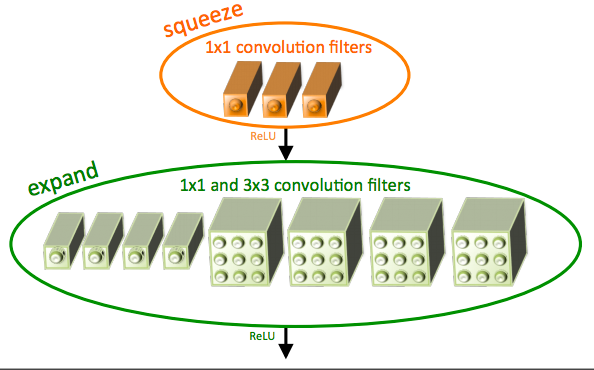 squeeze
1x1 convolution filters
ReLU
expand
1x1 and 3x3 convolution filters
ReLU